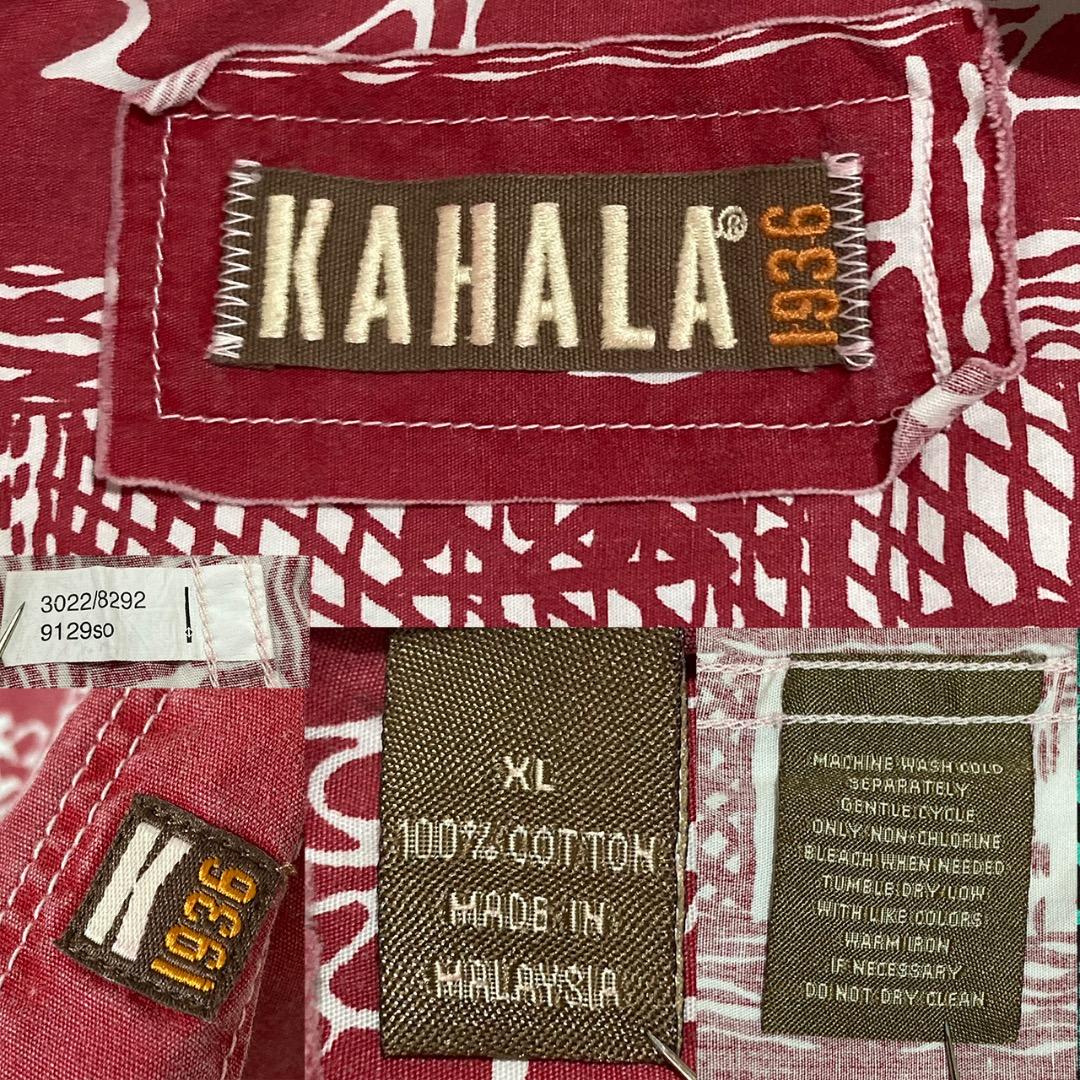 KAHALA® 1936
3022/8292
9129so
K 1936
XL
100% COTTON
MADE IN
MALAYSIA
MACHINE WASH COLD
SEPARATELY
GENTLE CYCLE
ONLY NON-CHLORINE
BLEACH WHEN NEEDED
TUMBLE DRY LOW
WITH LIKE COLORS
WARM IRON
IF NECESSARY
DO NOT DRY CLEAN